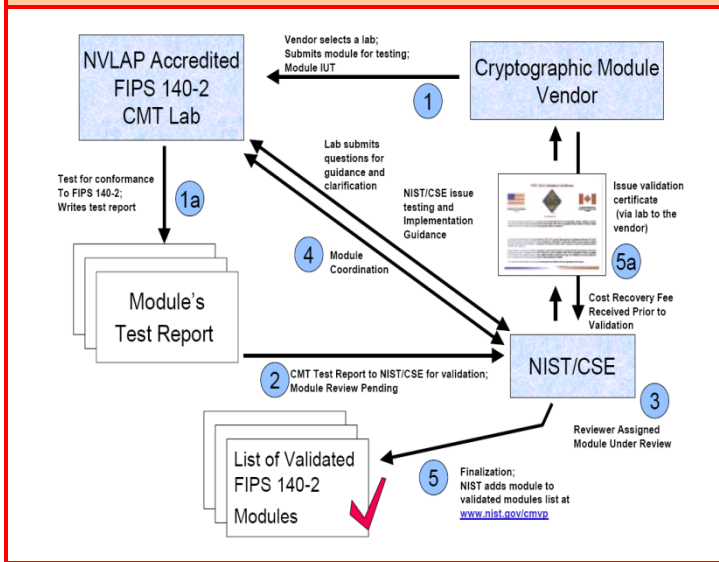 NVLAP Accredited
FIPS 140-2
CMT Lab
Vendor selects a lab;
Submits module for testing;
Module IUT
1
Cryptographic Module
Vendor
Test for conformance
To FIPS 140-2;
Writes test report
1a
Lab submits
questions for
guidance and
clarification
NIST/CSE issue
testing and
Implementation
Guidance
Issue validation
certificate
(via lab to the
vendor)
5a
4
Module
Coordination
Module's
Test Report
Cost Recovery Fee
Received Prior to
Validation
2
CMT Test Report to NIST/CSE for validation;
Module Review Pending
NIST/CSE
3
Reviewer Assigned
Module Under Review
List of Validated
FIPS 140-2
Modules
5
Finalization;
NIST adds module to
validated modules list at
www.nist.gov/cmvp